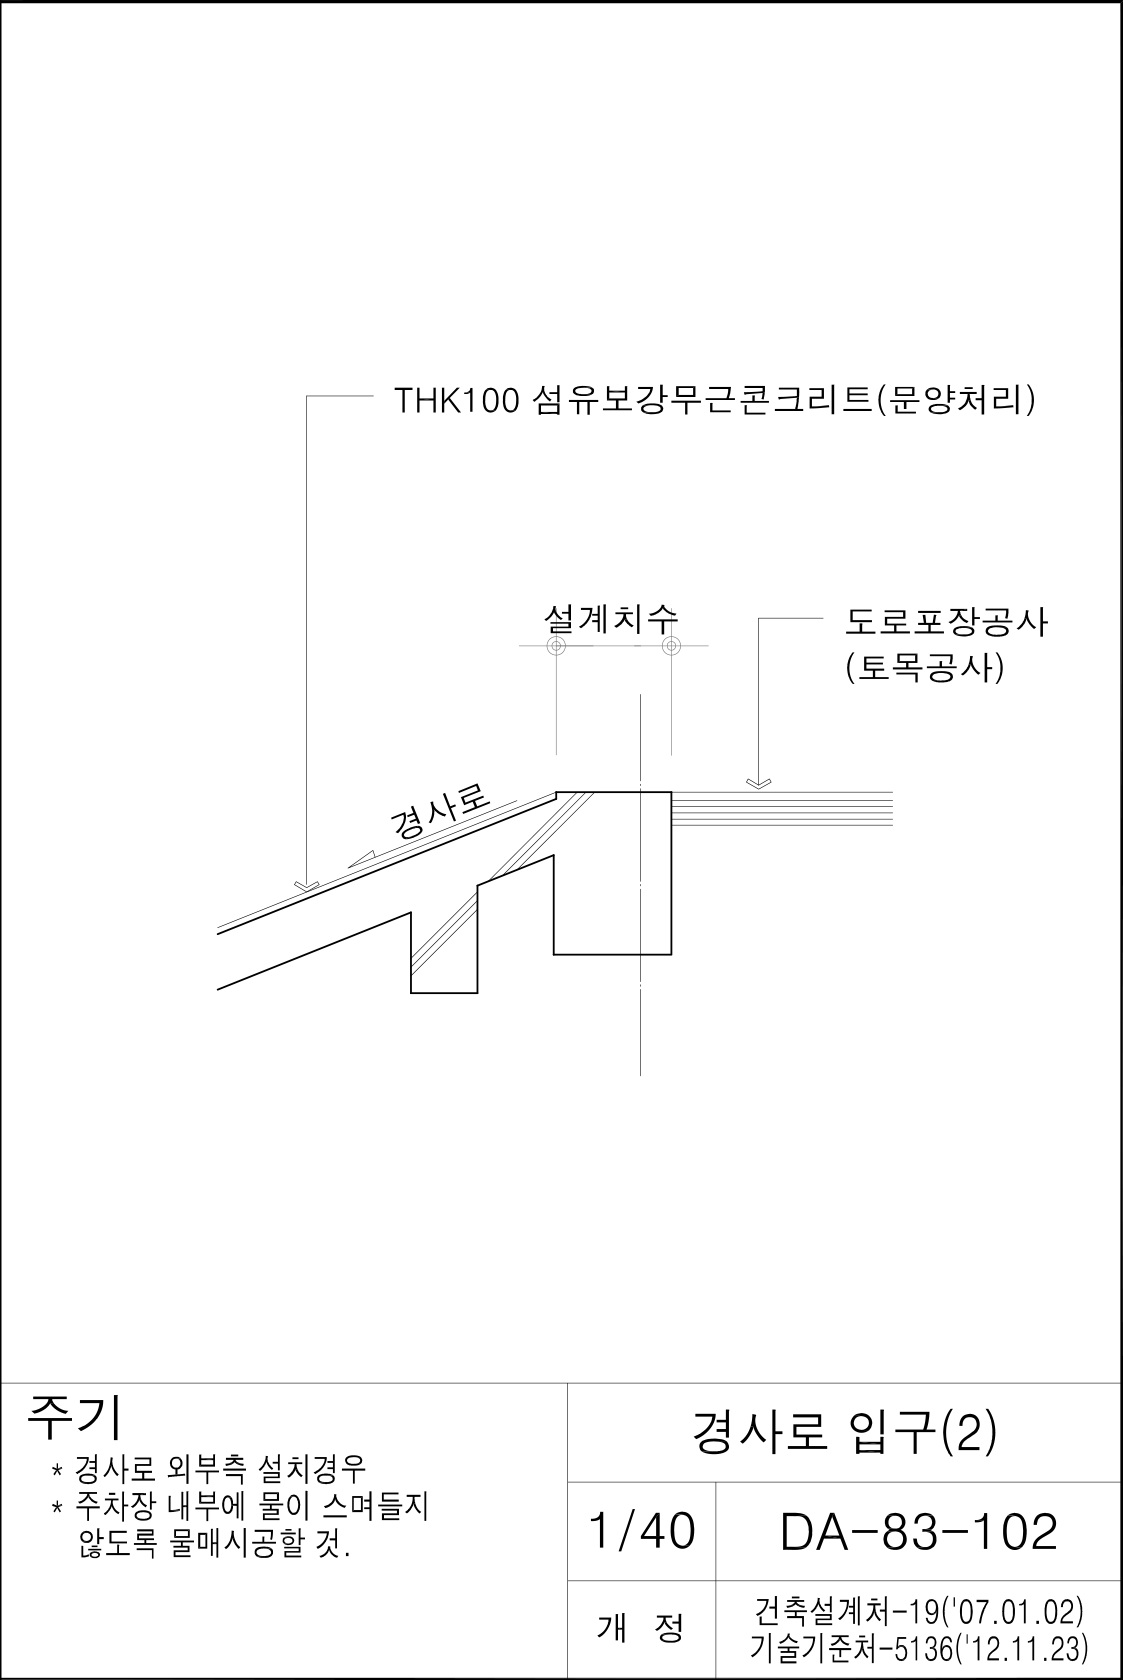 THK100 섬유보강무근콘크리트(문양처리)
설계치수
도로포장공사
(토목공사)
경사로
주기
* 경사로 외부측 설치경우
* 주차장 내부에 물이 스며들지
않도록 물매시공할 것.
경사로 입구(2)
1/40
DA-83-102
개 정
건축설계처-19('07.01.02)
기술기준처-5136('12.11.23)